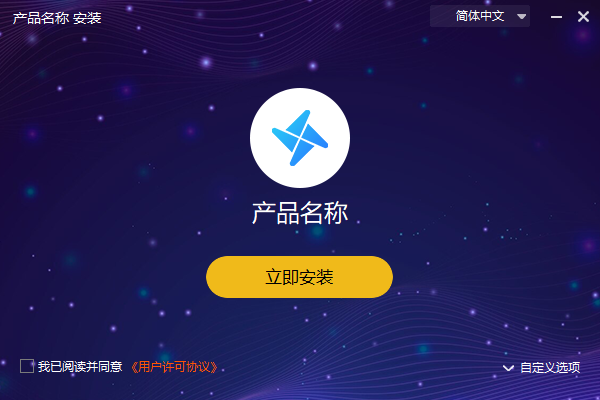 产品名称 安装
简体中文
产品名称
立即安装
我已阅读并同意 《用户许可协议》
自定义选项